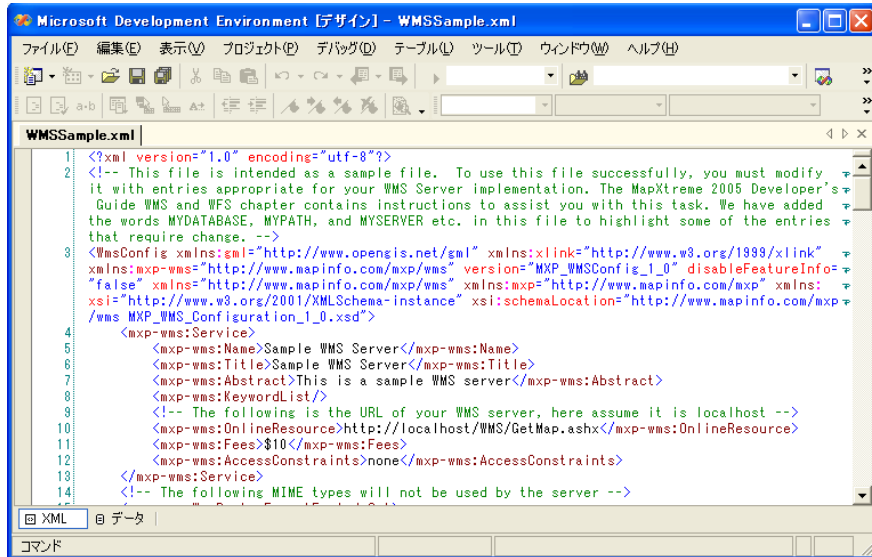 Microsoft Development Environment [デザイン] - WMSSample.xml
ファイル(F) 編集(E) 表示(V) プロジェクト(P) デバッグ(D) テーブル(L) ツール(T) ウィンドウ(W) ヘルプ(H)
WMSSample.xml
1 <?xml version="1.0" encoding="utf-8"?>
2 <!-- This file is intended as a sample file.  To use this file successfully, you must modify
it with entries appropriate for your WMS Server implementation. The MapXtreme 2005 Developer's
Guide WMS and WFS chapter contains instructions to assist you with this task. We have added
the words MYDATABASE, MYPATH, and MYSERVER etc. in this file to highlight some of the entries
that require change. -->
3 <WmsConfig xmlns:gml="http://www.opengis.net/gml" xmlns:xlink="http://www.w3.org/1999/xlink"
xmlns:mxp-wms="http://www.mapinfo.com/mxp/wms" version="MXP_WMSConfig_1_0" disableFeatureInfo=
"false" xmlns="http://www.mapinfo.com/mxp/wms" xmlns:mxp="http://www.mapinfo.com/mxp" xmlns:
xsi="http://www.w3.org/2001/XMLSchema-instance" xsi:schemaLocation="http://www.mapinfo.com/mxp
/wms MXP_WMS_Configuration_1_0.xsd">
4 <mxp-wms:Service>
5 <mxp-wms:Name>Sample WMS Server</mxp-wms:Name>
6 <mxp-wms:Title>Sample WMS Server</mxp-wms:Title>
7 <mxp-wms:Abstract>This is a sample WMS server</mxp-wms:Abstract>
8 <mxp-wms:KeywordList/>
9 <!-- The following is the URL of your WMS server, here assume it is localhost -->
10 <mxp-wms:OnlineResource>http://localhost/WMS/GetMap.ashx</mxp-wms:OnlineResource>
11 <mxp-wms:Fees>$10</mxp-wms:Fees>
12 <mxp-wms:AccessConstraints>none</mxp-wms:AccessConstraints>
13 </mxp-wms:Service>
14 <!-- The following MIME types will not be used by the server -->
XML データ
コマンド